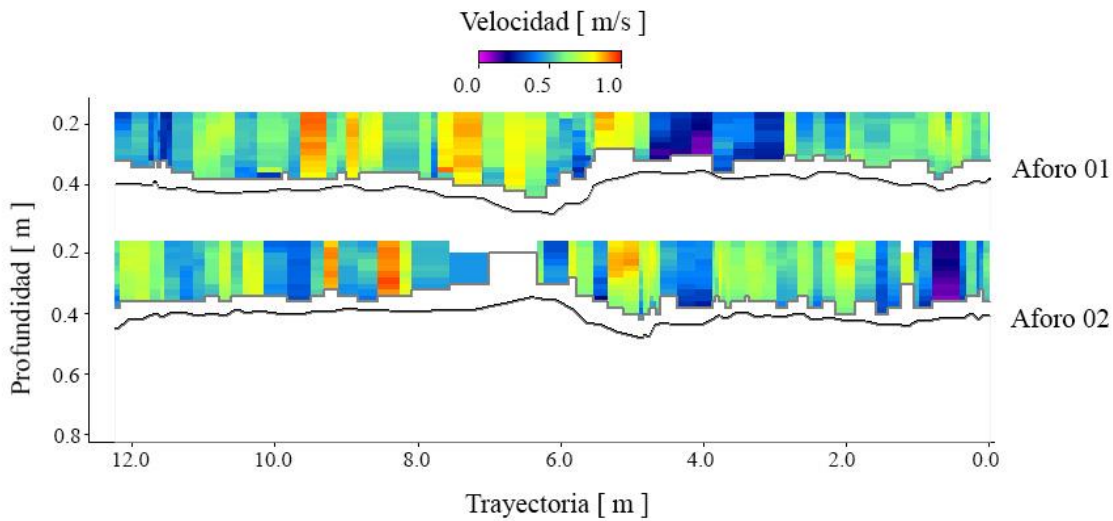 Velocidad [ m/s ]
0.0 0.5 1.0
0.2
0.4
Aforo 01
0.2
0.4
Aforo 02
0.6
0.8
Profundidad [ m ]
12.0 10.0 8.0 6.0 4.0 2.0 0.0
Trayectoria [ m ]